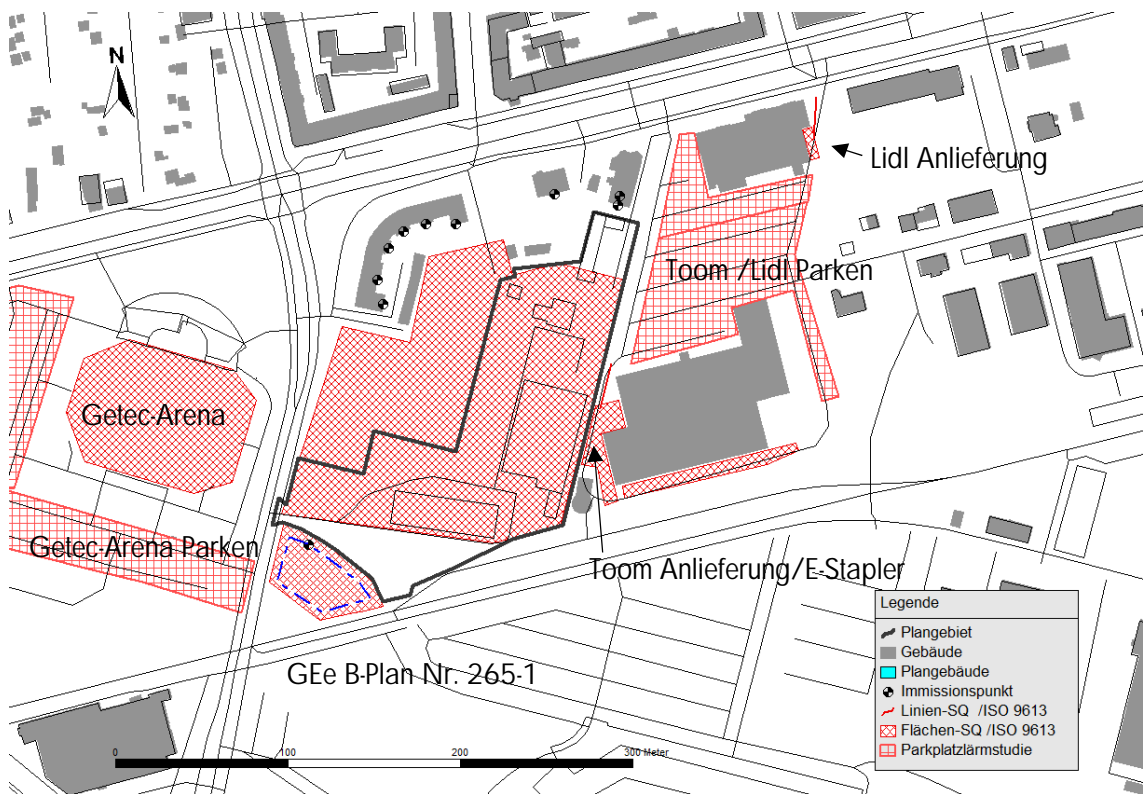 N
Lidl Anlieferung
Toom /Lidl Parken
Getec-Arena
Getec-Arena Parken
Toom Anlieferung/E-Stapler
GEe B-Plan Nr. 265-1
Legende
Plangebiet
Gebäude
Plangebäude
Immissionspunkt
Linien-SQ /ISO 9613
Flächen-SQ /ISO 9613
Parkplatzlärmstudie
0 100 200 300 Meter